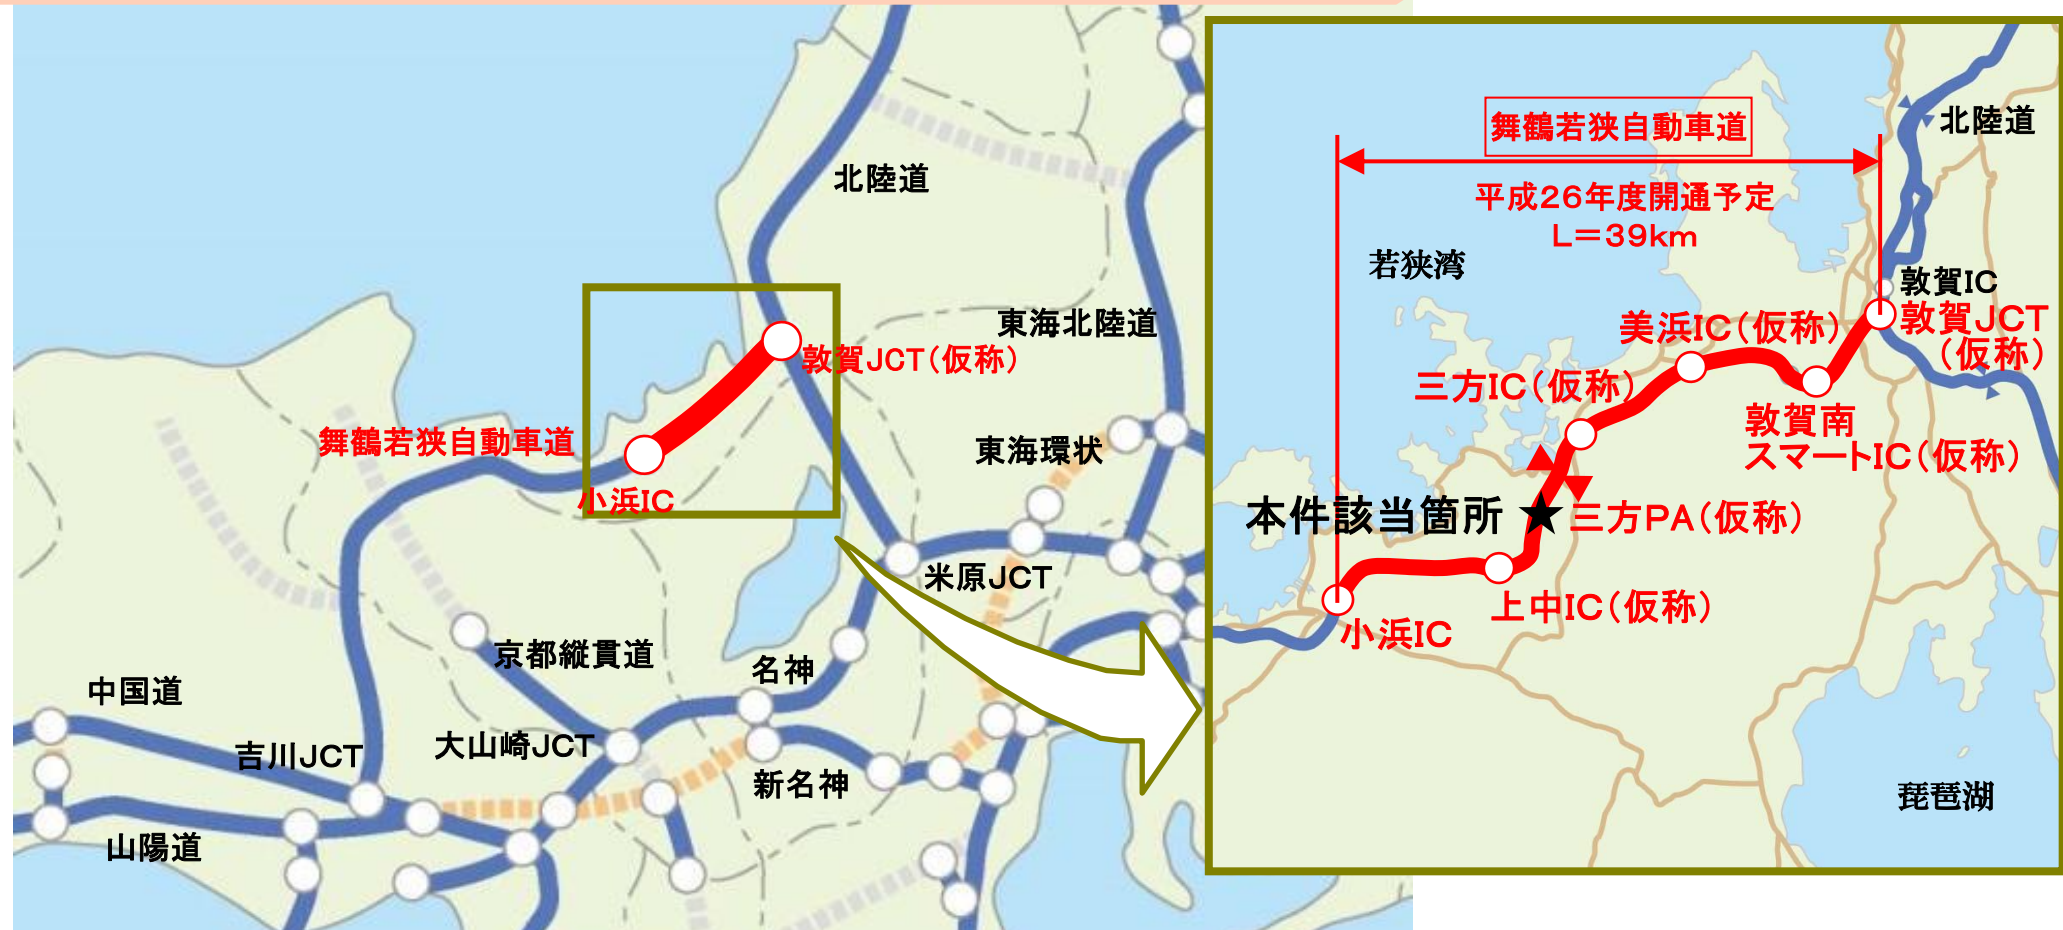 北陸道
東海北陸道
敦賀JCT(仮称)
舞鶴若狭自動車道
東海環状
小浜IC
米原JCT
京都縦貫道
名神
中国道
吉川JCT
大山崎JCT
新名神
山陽道
舞鶴若狭自動車道
北陸道
平成26年度開通予定
L=39km
若狭湾
敦賀IC
敦賀JCT
(仮称)
美浜IC(仮称)
三方IC(仮称)
敦賀南
スマートIC(仮称)
本件該当箇所 ★
三方PA(仮称)
上中IC(仮称)
小浜IC
琵琶湖